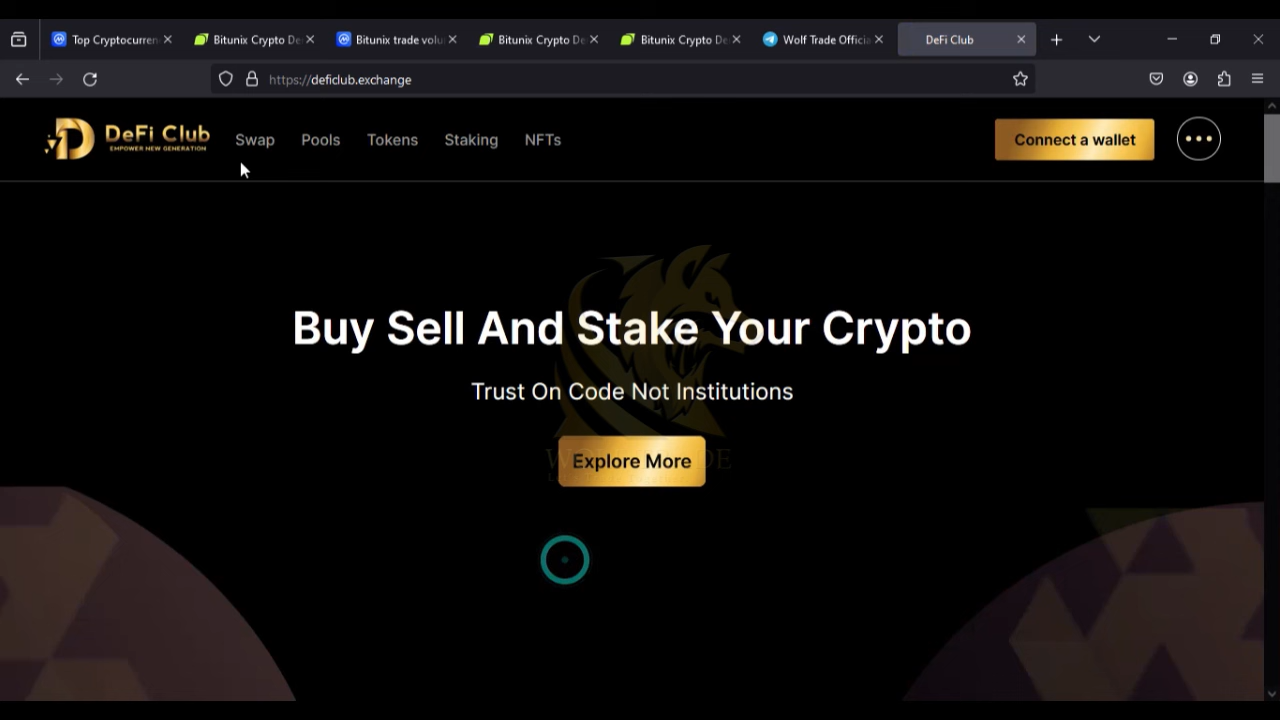 Top Cryptocurren
Bitunix Crypto De
Bitunix trade volu
Bitunix Crypto De
Bitunix Crypto De
Wolf Trade Officia
DeFi Club
https://deficlub.exchange
DeFi Club
EMPOWER NEW GENERATION
Swap
Pools
Tokens
Staking
NFTs
Connect a wallet
Buy Sell And Stake Your Crypto
Trust On Code Not Institutions
Explore More